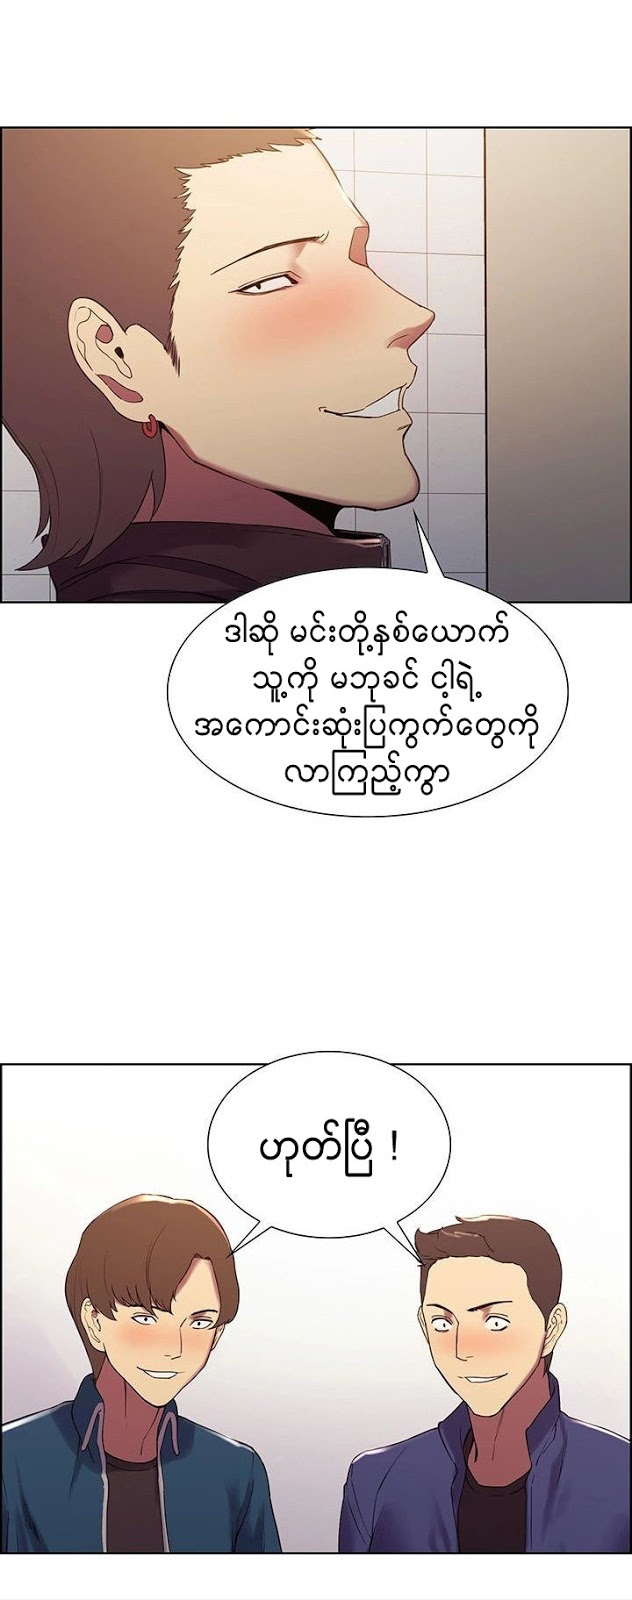 ဒါဆို မင်းတို့နှစ်ယောက်
သူ့ကို မဘုခင် ငါ့ရဲ့
အကောင်းဆုံးပြကွက်တွေကို
လာကြည့်ကွာ
ဟုတ်ပြီ !